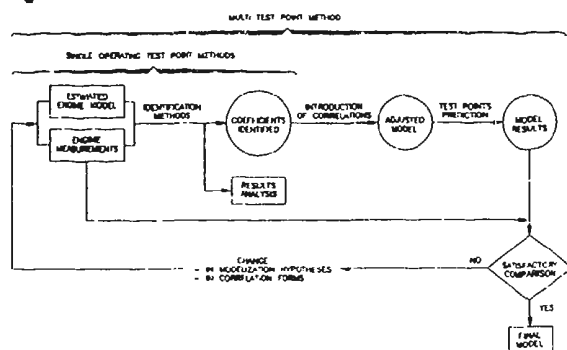 MULTI TEST POINT METHOD
SINGLE OPERATING TEST POINT METHODS
ESTIMATED
ENGINE MODEL
ENGINE
MEASUREMENTS
IDENTIFICATION
METHODS
COEFFICIENTS
IDENTIFIED
INTRODUCTION
OF CORRELATIONS
ADJUSTED
MODEL
TEST POINTS
PREDICTION
MODEL
RESULTS
RESULTS
ANALYSIS
CHANGE
- IN MODELIZATION HYPOTHESES
- IN CORRELATION FORMS
NO
SATISFACTORY
COMPARISON
YES
FINAL
MODEL